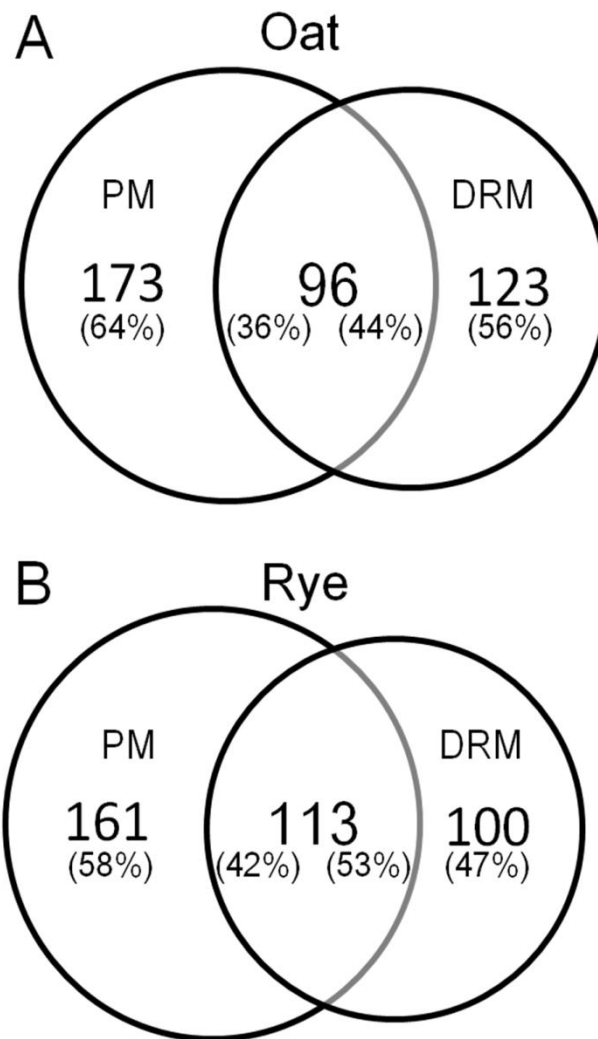 A Oat
PM DRM
173 96 123
(64%) (36%) (44%) (56%)
B Rye
PM DRM
161 113 100
(58%) (42%) (53%) (47%)